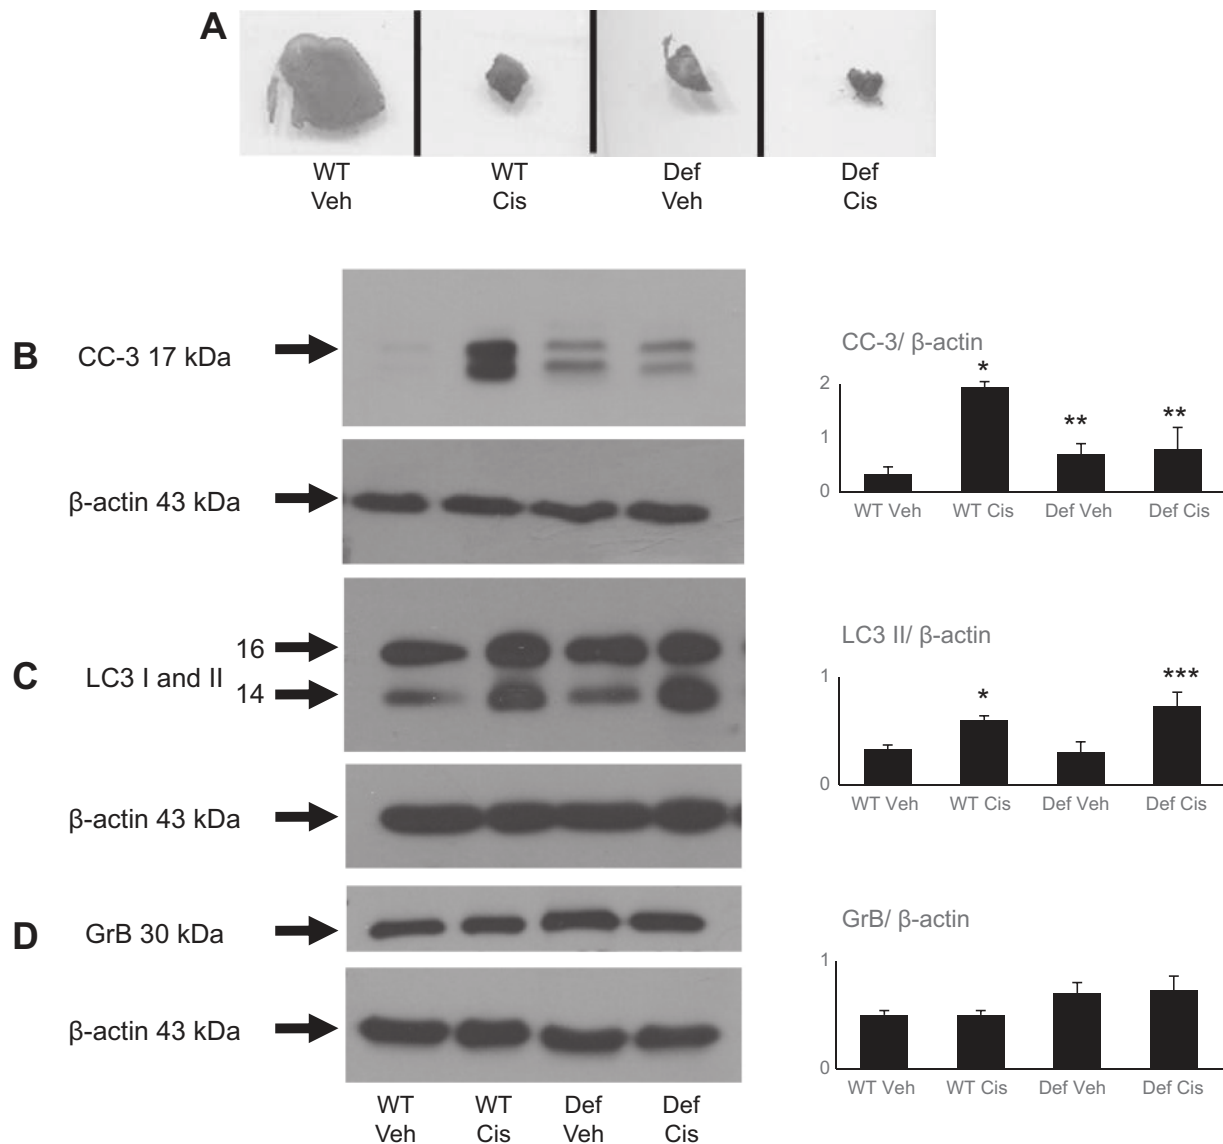 A
WT
Veh
WT
Cis
Def
Veh
Def
Cis
B
CC-3 17 kDa
β-actin 43 kDa
CC-3/ β-actin
2
1
0
*
**
**
WT Veh
WT Cis
Def Veh
Def Cis
C
LC3 I and II
16
14
β-actin 43 kDa
LC3 II/ β-actin
1
0
*
***
WT Veh
WT Cis
Def Veh
Def Cis
D
GrB 30 kDa
β-actin 43 kDa
GrB/ β-actin
1
0
WT Veh
WT Cis
Def Veh
Def Cis
WT
Veh
WT
Cis
Def
Veh
Def
Cis